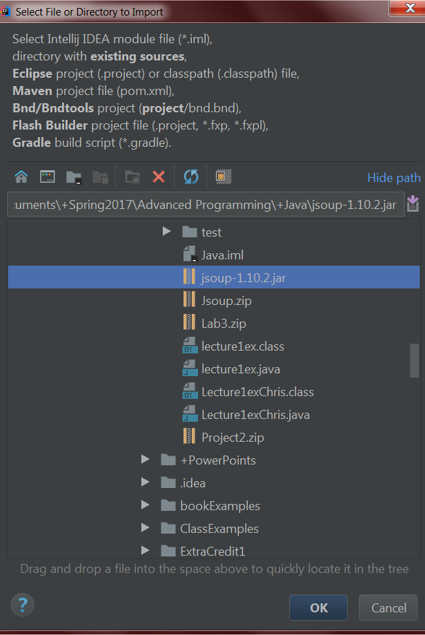 Select File or Directory to Import
Select Intellij IDEA module file (*.iml),
directory with existing sources,
Eclipse project (.project) or classpath (.classpath) file,
Maven project file (pom.xml),
Bnd/Bndtools project (project/bnd.bnd),
Flash Builder project file (.project, *.fxp, *.fxpl),
Gradle build script (*.gradle).
Hide path
uments\+Spring2017\Advanced Programming\+Java\jsoup-1.10.2.jar
test
Java.iml
jsoup-1.10.2.jar
Jsoup.zip
Lab3.zip
lecture1ex.class
lecture1ex.java
Lecture1exChris.class
Lecture1exChris.java
Project2.zip
+PowerPoints
.idea
bookExamples
ClassExamples
ExtraCredit1
Drag and drop a file into the space above to quickly locate it in the tree
?
OK
Cancel